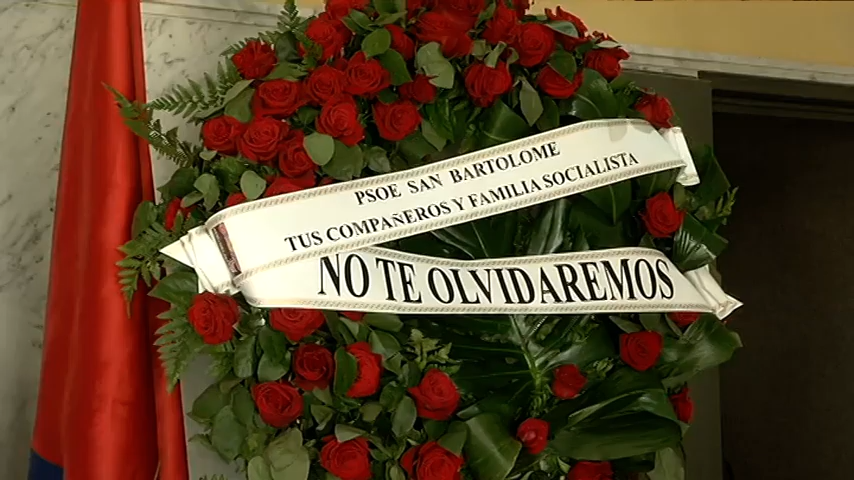 PSOE SAN BARTOLOME
TUS COMPAÑEROS Y FAMILIA SOCIALISTA
NO TE OLVIDAREMOS